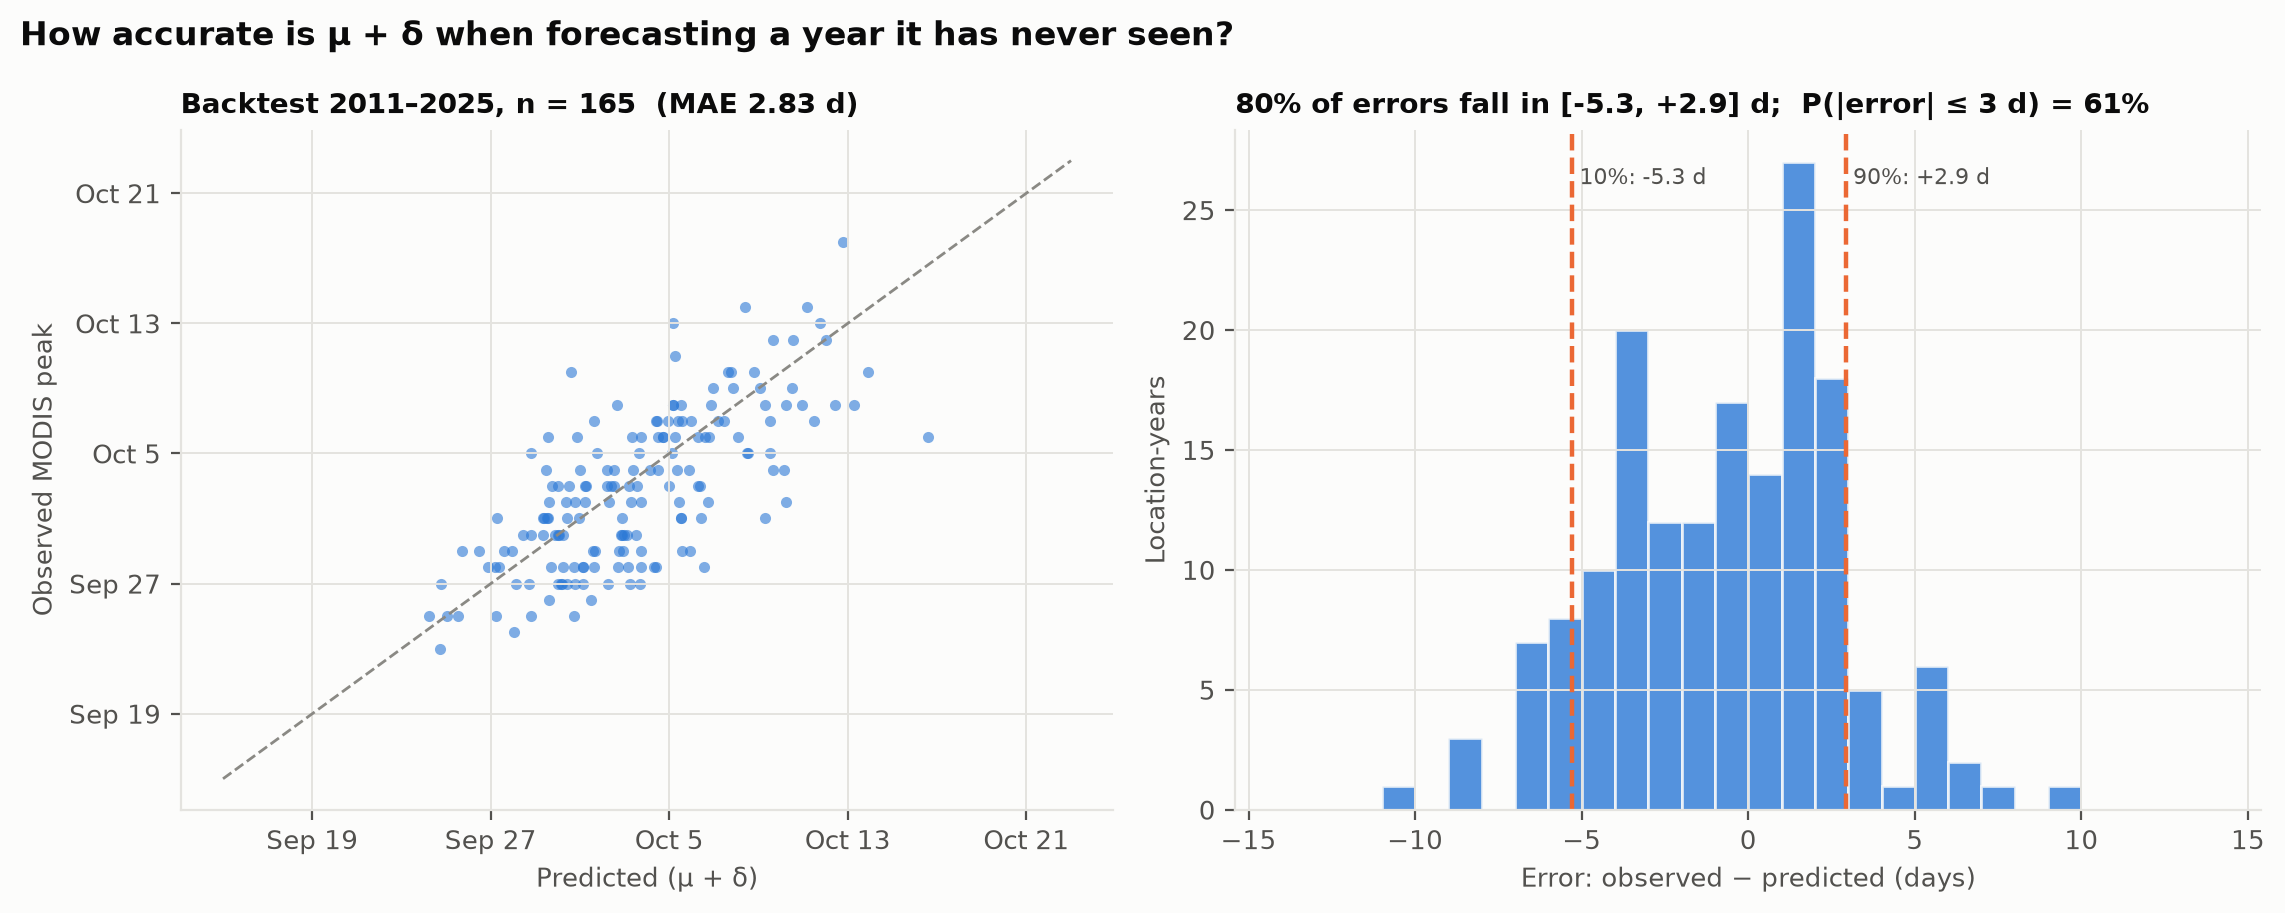 How accurate is μ + δ when forecasting a year it has never seen?
Backtest 2011–2025, n = 165  (MAE 2.83 d)
Observed MODIS peak
Oct 21
Oct 13
Oct 5
Sep 27
Sep 19
Sep 19
Sep 27
Oct 5
Oct 13
Oct 21
Predicted (μ + δ)
80% of errors fall in [-5.3, +2.9] d;  P(|error| ≤ 3 d) = 61%
10%: -5.3 d
90%: +2.9 d
Location-years
25
20
15
10
5
0
−15
−10
−5
0
5
10
15
Error: observed − predicted (days)